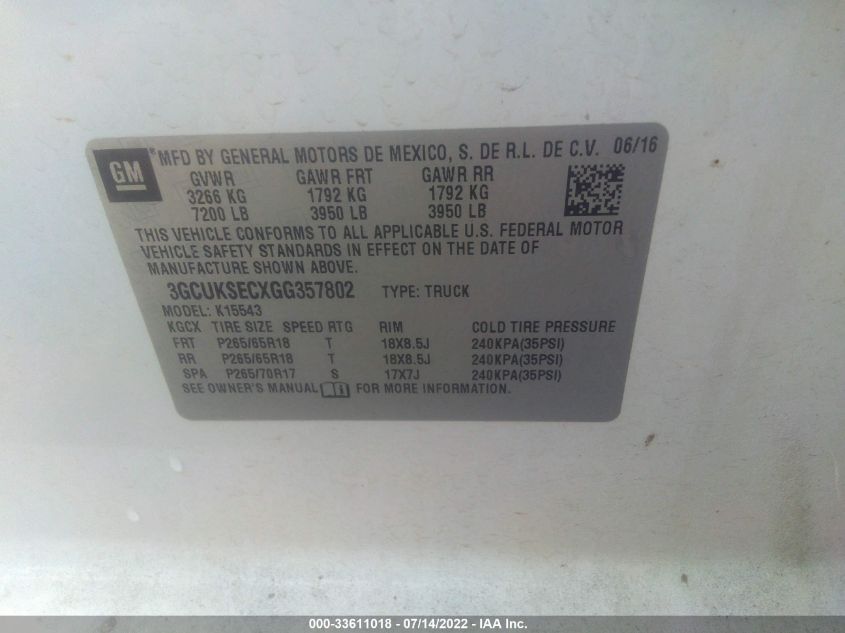 GM
®MFD BY GENERAL MOTORS DE MEXICO, S. DE R.L. DE C.V. 06/16
GVWR GAWR FRT GAWR RR
3266 KG 1792 KG 1792 KG
7200 LB 3950 LB 3950 LB
THIS VEHICLE CONFORMS TO ALL APPLICABLE U.S. FEDERAL MOTOR
VEHICLE SAFETY STANDARDS IN EFFECT ON THE DATE OF
MANUFACTURE SHOWN ABOVE.
3GCUKSECXGG357802 TYPE: TRUCK
MODEL: K15543
KGCX TIRE SIZE SPEED RTG RIM COLD TIRE PRESSURE
FRT P265/65R18 T 18X8.5J 240KPA(35PSI)
RR P265/65R18 T 18X8.5J 240KPA(35PSI)
SPA P265/70R17 S 17X7J 240KPA(35PSI)
SEE OWNER'S MANUAL FOR MORE INFORMATION.
000-33611018 - 07/14/2022 - IAA Inc.